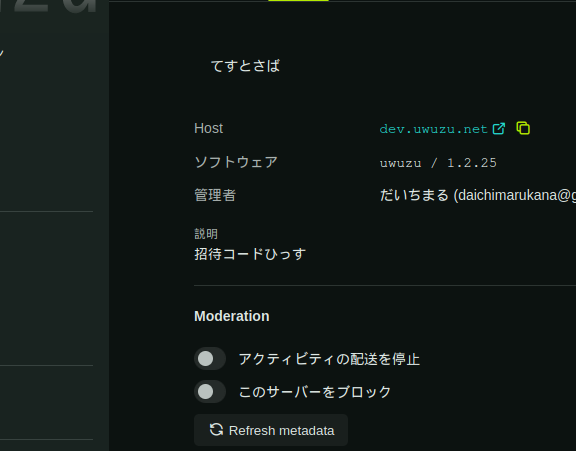 てすとさば
Host dev.uwuzu.net
ソフトウェア uwuzu / 1.2.25
管理者 だいちまる (daichimarukana@g
説明
招待コードひっす
Moderation
アクティビティの配送を停止
このサーバーをブロック
Refresh metadata